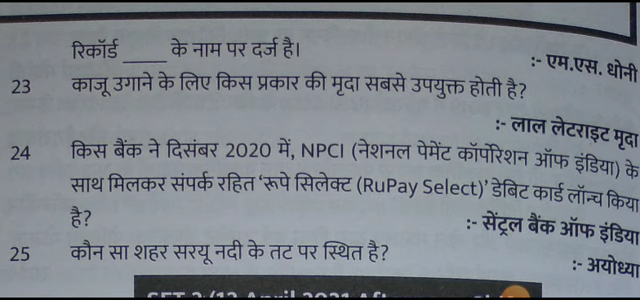 रिकॉर्ड _____ के नाम पर दर्ज है।
:- एम.एस. धोनी
23 काजू उगाने के लिए किस प्रकार की मृदा सबसे उपयुक्त होती है?
:- लाल लेटराइट मृदा
24 किस बैंक ने दिसंबर 2020 में, NPCI (नेशनल पेमेंट कॉर्पोरेशन ऑफ इंडिया) के
साथ मिलकर संपर्क रहित ‘रूपे सिलेक्ट (RuPay Select)’ डेबिट कार्ड लॉन्च किया
है?
:- सेंट्रल बैंक ऑफ इंडिया
25 कौन सा शहर सरयू नदी के तट पर स्थित है?
:- अयोध्या